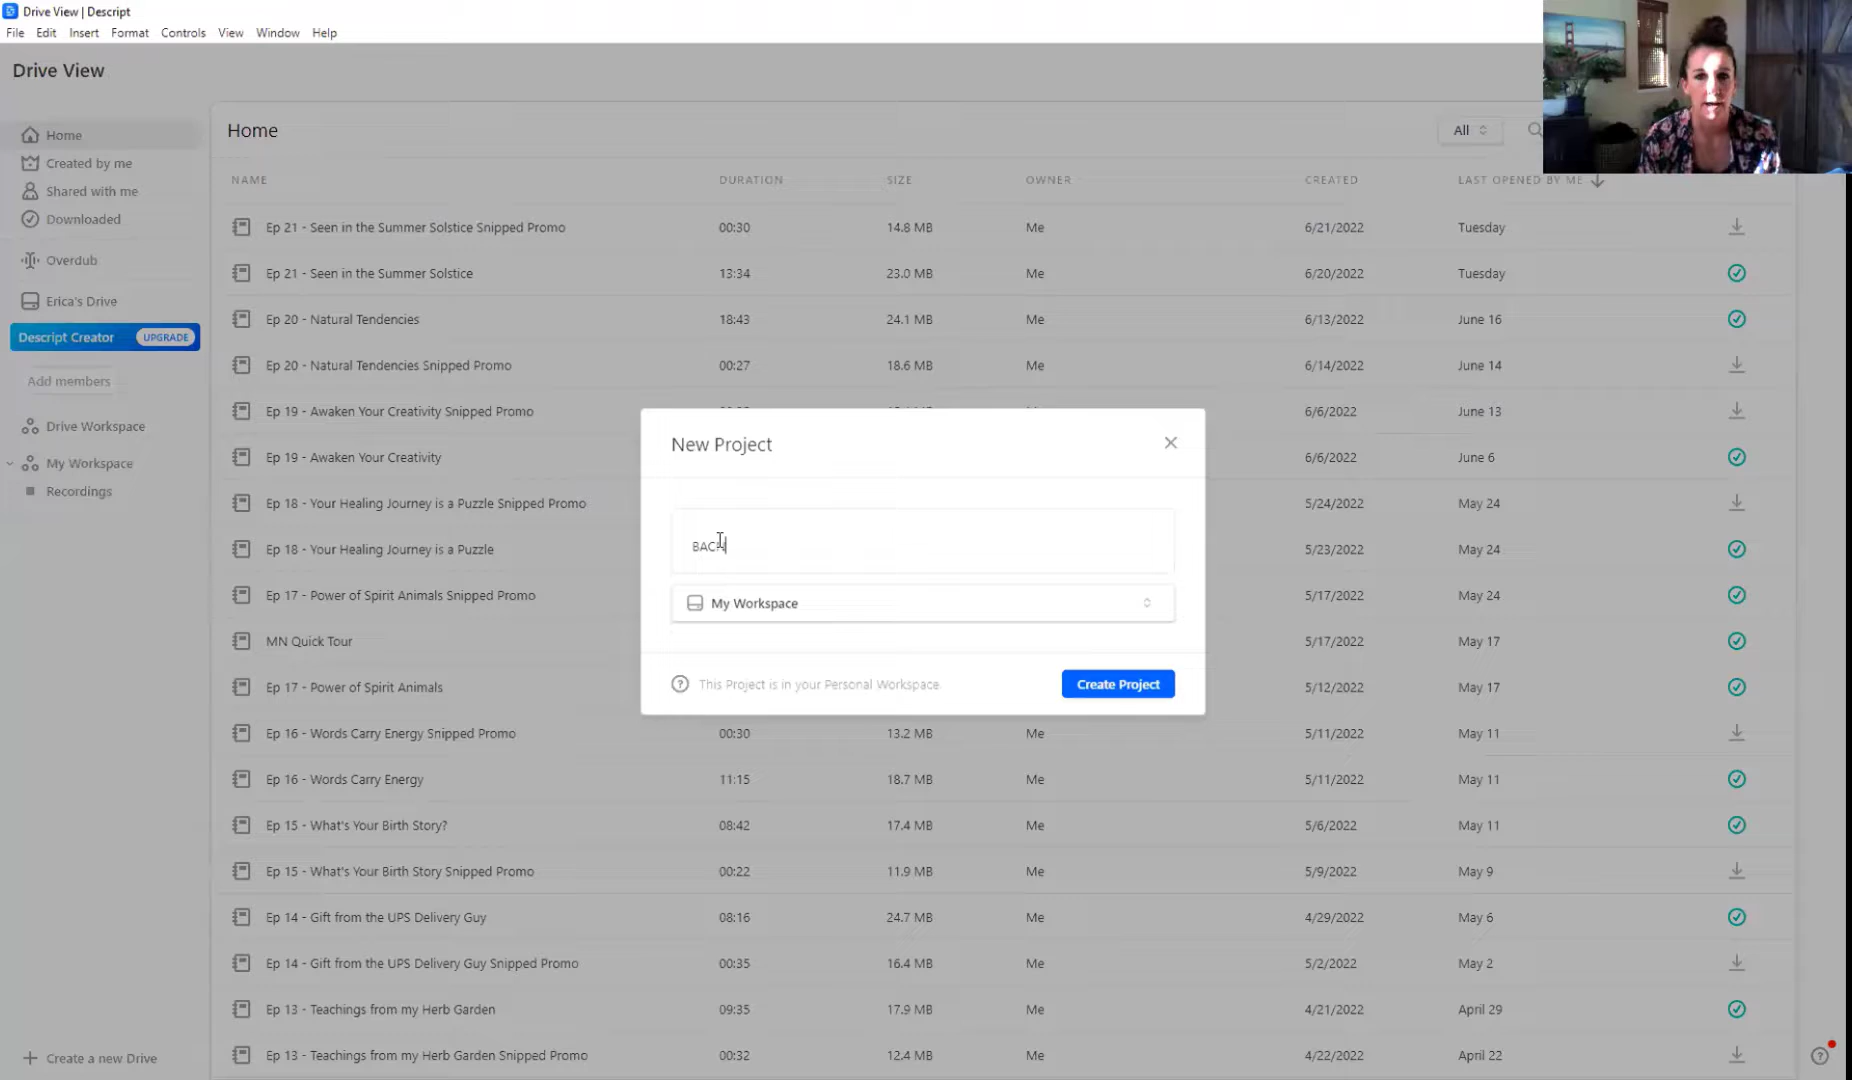 Drive View | Descript
File Edit Insert Format Controls View Window Help
Drive View
Home
Created by me
Shared with me
Downloaded
Overdub
Erica's Drive
Descript Creator UPGRADE
Add members
Drive Workspace
My Workspace
Recordings
Create a new Drive
Home All
NAME DURATION SIZE OWNER CREATED LAST OPENED BY ME
Ep 21 - Seen in the Summer Solstice Snipped Promo 00:30 14.8 MB Me 6/21/2022 Tuesday
Ep 21 - Seen in the Summer Solstice 13:34 23.0 MB Me 6/20/2022 Tuesday
Ep 20 - Natural Tendencies 18:43 24.1 MB Me 6/13/2022 June 16
Ep 20 - Natural Tendencies Snipped Promo 00:27 18.6 MB Me 6/14/2022 June 14
Ep 19 - Awaken Your Creativity Snipped Promo Me 6/6/2022 June 13
Ep 19 - Awaken Your Creativity 6/6/2022 June 6
Ep 18 - Your Healing Journey is a Puzzle Snipped Promo 5/24/2022 May 24
Ep 18 - Your Healing Journey is a Puzzle 5/23/2022 May 24
Ep 17 - Power of Spirit Animals Snipped Promo 5/17/2022 May 24
MN Quick Tour 5/17/2022 May 17
Ep 17 - Power of Spirit Animals 5/12/2022 May 17
Ep 16 - Words Carry Energy Snipped Promo 00:30 13.2 MB Me 5/11/2022 May 11
Ep 16 - Words Carry Energy 11:15 18.7 MB Me 5/11/2022 May 11
Ep 15 - What's Your Birth Story? 08:42 17.4 MB Me 5/6/2022 May 11
Ep 15 - What's Your Birth Story Snipped Promo 00:22 11.9 MB Me 5/9/2022 May 9
Ep 14 - Gift from the UPS Delivery Guy 08:16 24.7 MB Me 4/29/2022 May 6
Ep 14 - Gift from the UPS Delivery Guy Snipped Promo 00:35 16.4 MB Me 5/2/2022 May 2
Ep 13 - Teachings from my Herb Garden 09:35 17.9 MB Me 4/21/2022 April 29
Ep 13 - Teachings from my Herb Garden Snipped Promo 00:32 12.4 MB Me 4/22/2022 April 22
New Project
BACN
My Workspace
This Project is in your Personal Workspace.
Create Project